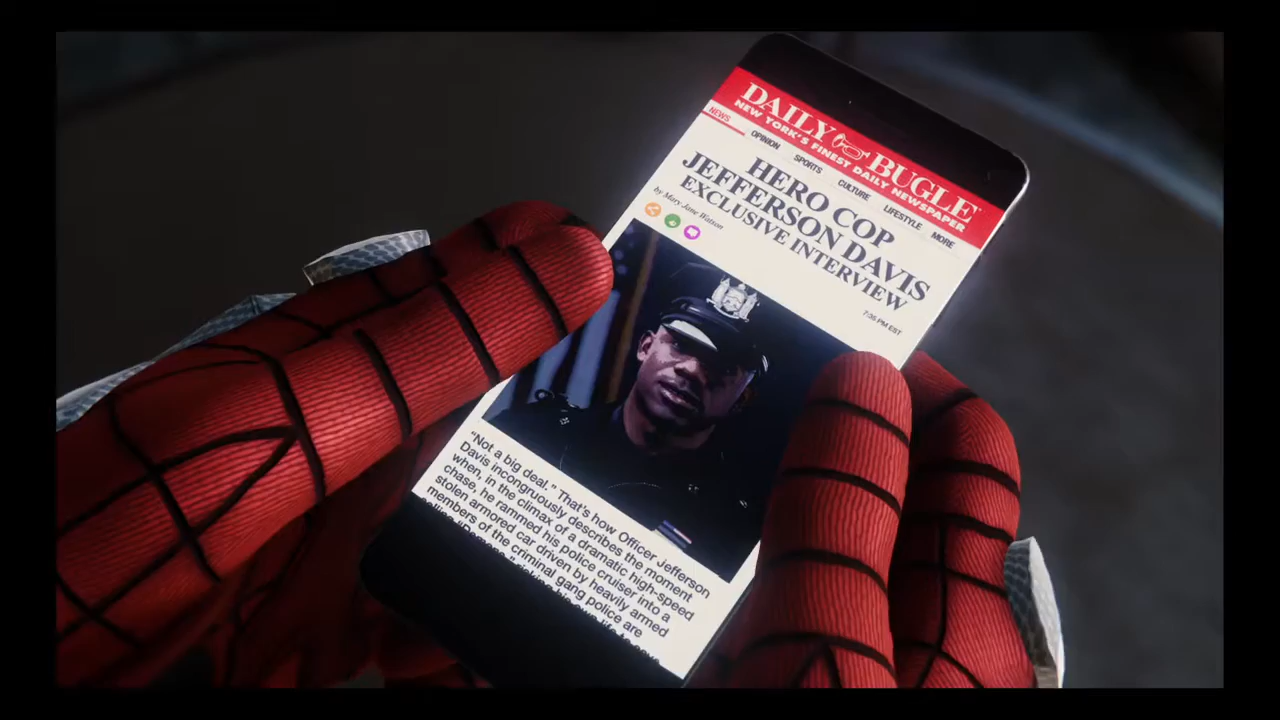 DAILY BUGLE
NEW YORK'S FINEST DAILY NEWSPAPER
NEWS OPINION SPORTS CULTURE LIFESTYLE MORE
HERO COP
JEFFERSON DAVIS
EXCLUSIVE INTERVIEW
by Mary Jane Watson
7:35 PM EST
"Not a big deal." That's how Officer Jefferson
Davis incongruously describes the moment
when, in the climax of a dramatic high-speed
chase, he rammed his police cruiser into a
stolen armored car driven by heavily armed
members of the criminal gang police are